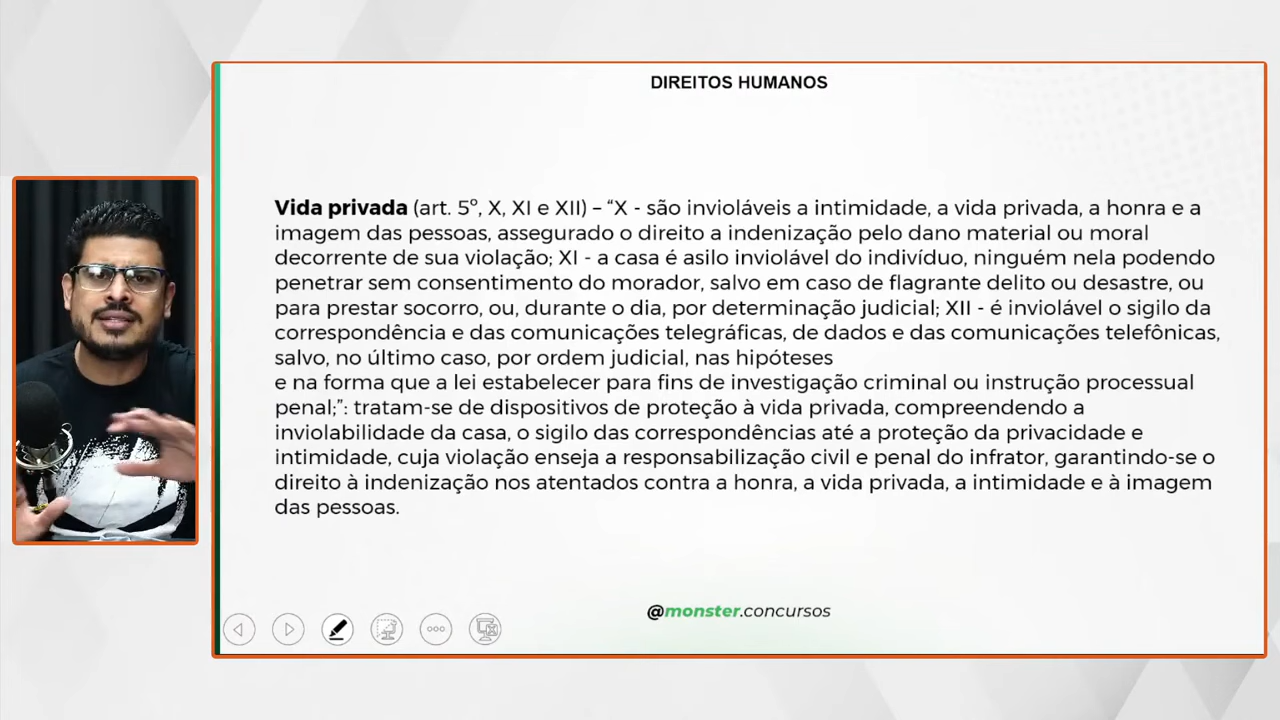 DIREITOS HUMANOS
Vida privada (art. 5º, X, XI e XII) – “X - são invioláveis a intimidade, a vida privada, a honra e a
imagem das pessoas, assegurado o direito a indenização pelo dano material ou moral
decorrente de sua violação; XI - a casa é asilo inviolável do indivíduo, ninguém nela podendo
penetrar sem consentimento do morador, salvo em caso de flagrante delito ou desastre, ou
para prestar socorro, ou, durante o dia, por determinação judicial; XII - é inviolável o sigilo da
correspondência e das comunicações telegráficas, de dados e das comunicações telefônicas,
salvo, no último caso, por ordem judicial, nas hipóteses
e na forma que a lei estabelecer para fins de investigação criminal ou instrução processual
penal;”: tratam-se de dispositivos de proteção à vida privada, compreendendo a
inviolabilidade da casa, o sigilo das correspondências até a proteção da privacidade e
intimidade, cuja violação enseja a responsabilização civil e penal do infrator, garantindo-se o
direito à indenização nos atentados contra a honra, a vida privada, a intimidade e à imagem
das pessoas.
@monster.concursos